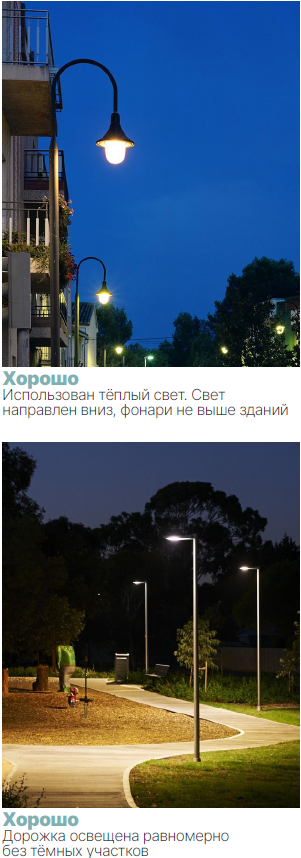 Хорошо
Использован тёплый свет. Свет
направлен вниз, фонари не выше зданий
Хорошо
Дорожка освещена равномерно
без тёмных участков